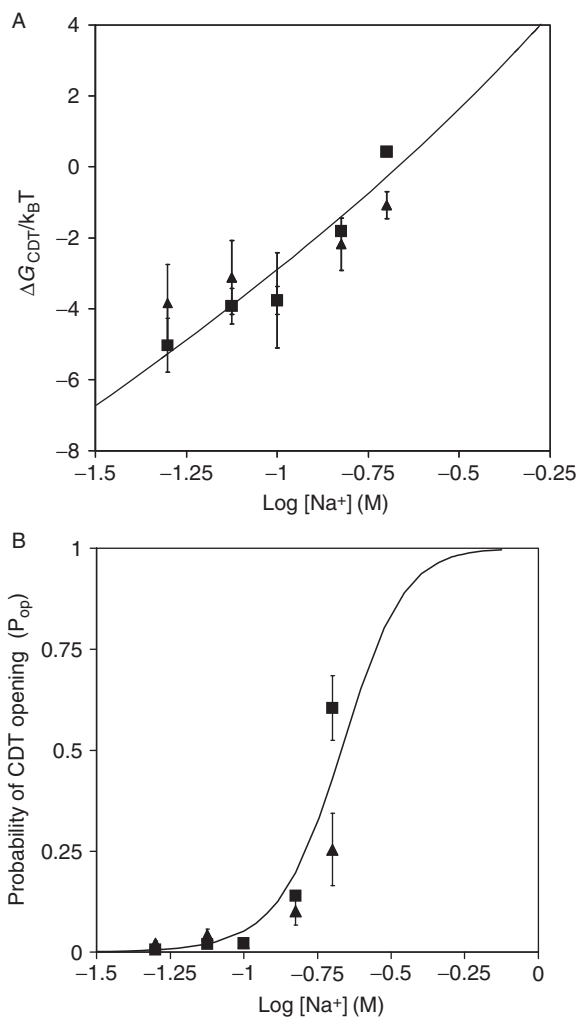 A
4
2
0
−2
−4
−6
−8
ΔG_CDT/k_BT
−1.5 −1.25 −1 −0.75 −0.5 −0.25
Log [Na⁺] (M)
B
1
0.75
0.5
0.25
0
Probability of CDT opening (P_op)
−1.5 −1.25 −1 −0.75 −0.5 −0.25 0
Log [Na⁺] (M)